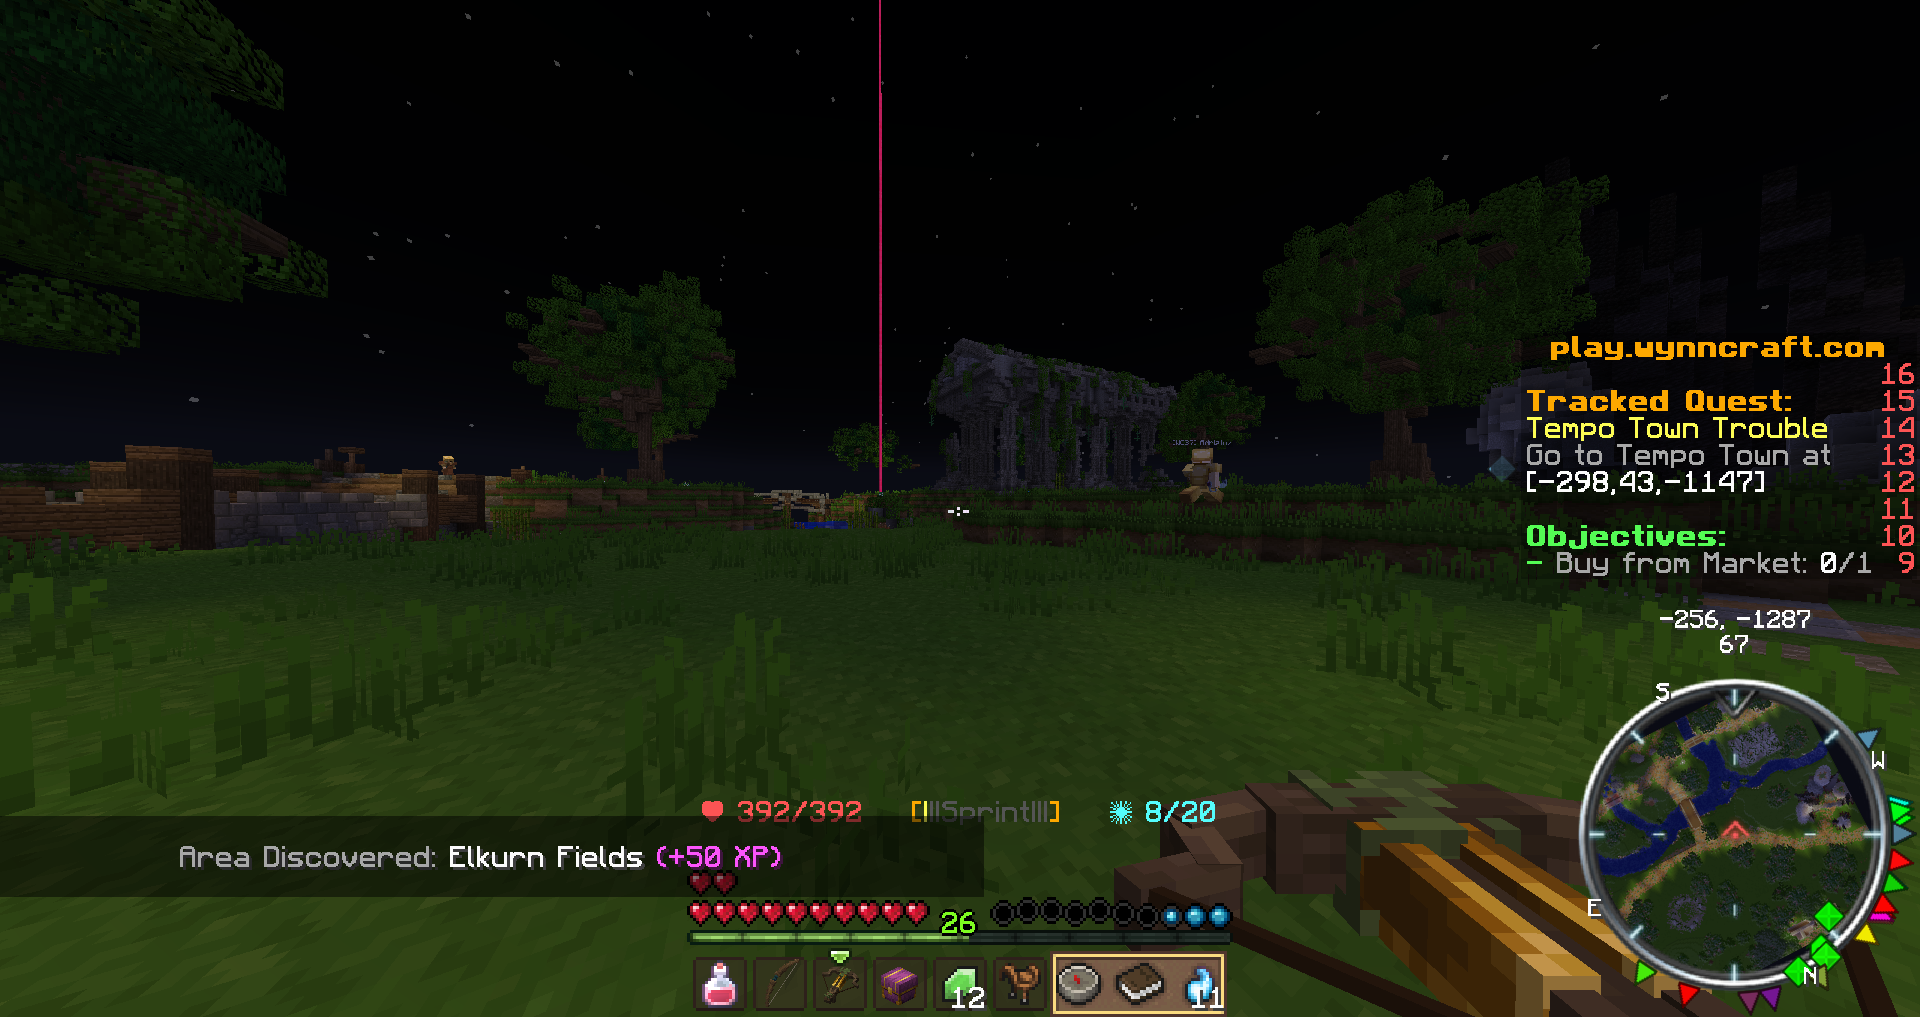 play.wynncraft.com
16
Tracked Quest: 15
Tempo Town Trouble 14
Go to Tempo Town at 13
[-298,43,-1147] 12
11
Objectives: 10
- Buy from Market: 0/1 9
-256, -1287
67
S
W
E
N
392/392 [||Sprint||] 8/20
Area Discovered: Elkurn Fields (+50 XP)
26
12
11